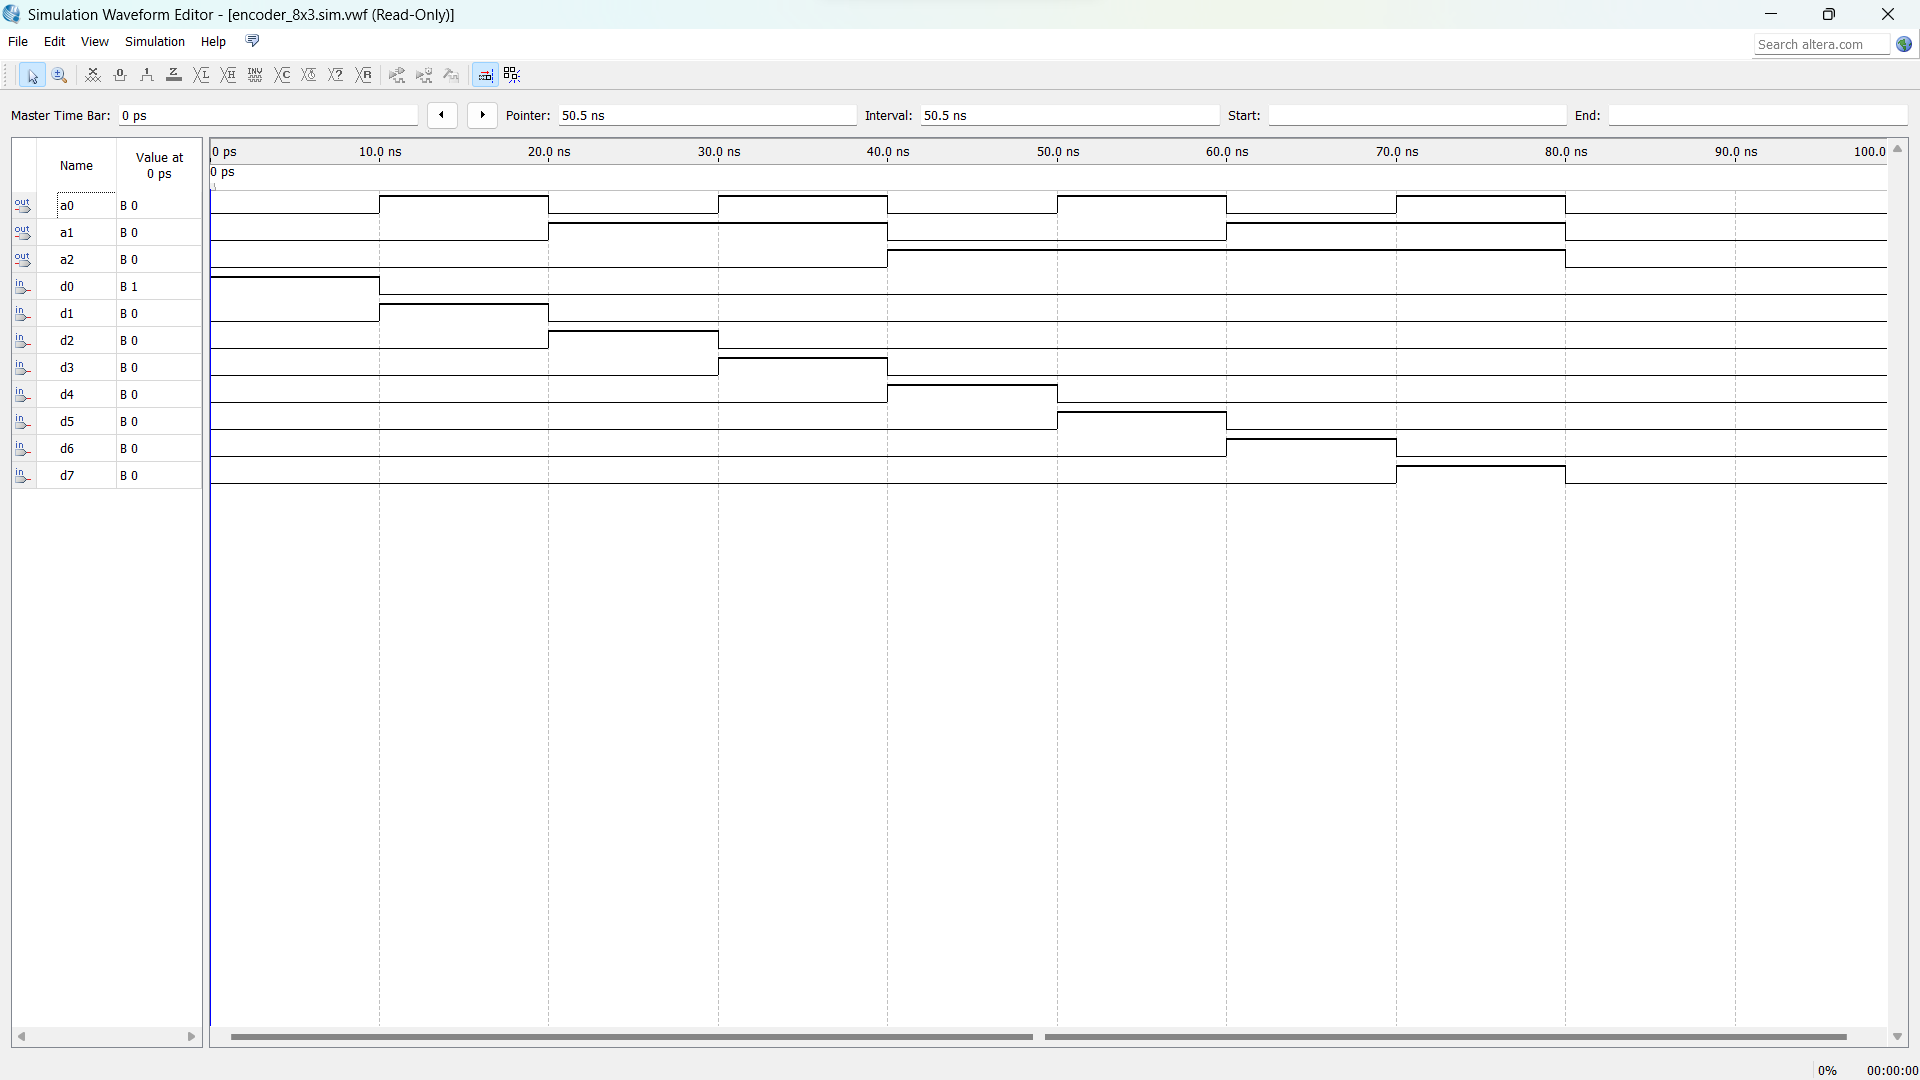 Simulation Waveform Editor - [encoder_8x3.sim.vwf (Read-Only)]
File Edit View Simulation Help
Search altera.com
Master Time Bar: 0 ps Pointer: 50.5 ns Interval: 50.5 ns Start: End:
Name Value at 0 ps
0 ps 10.0 ns 20.0 ns 30.0 ns 40.0 ns 50.0 ns 60.0 ns 70.0 ns 80.0 ns 90.0 ns 100.0
0 ps
out a0 B 0
out a1 B 0
out a2 B 0
in d0 B 1
in d1 B 0
in d2 B 0
in d3 B 0
in d4 B 0
in d5 B 0
in d6 B 0
in d7 B 0
0% 00:00:00